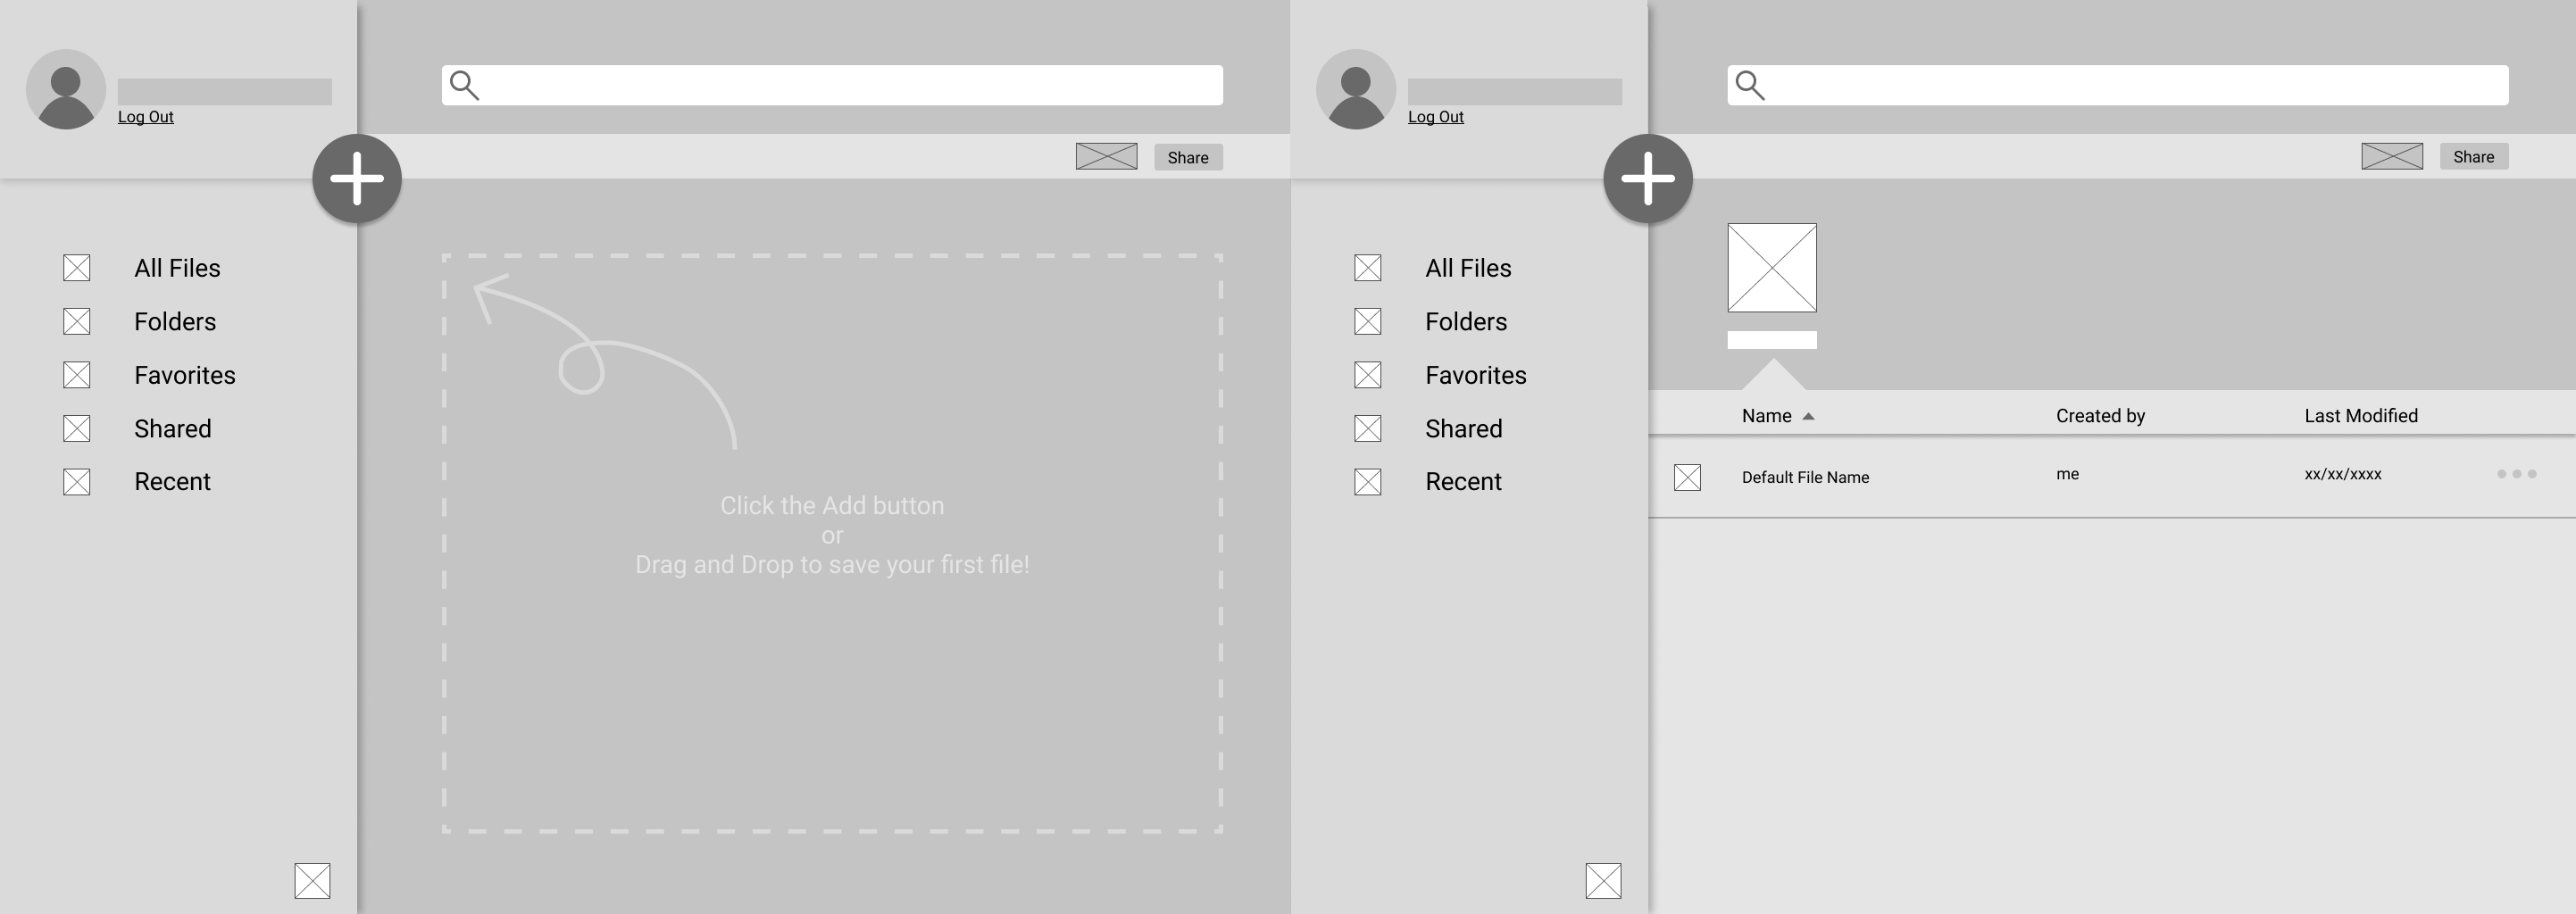 Log Out
Share
All Files
Folders
Favorites
Shared
Recent
Click the Add button
or
Drag and Drop to save your first file!
Log Out
Share
All Files
Folders
Favorites
Shared
Recent
Name Created by Last Modified
Default File Name me xx/xx/xxxx